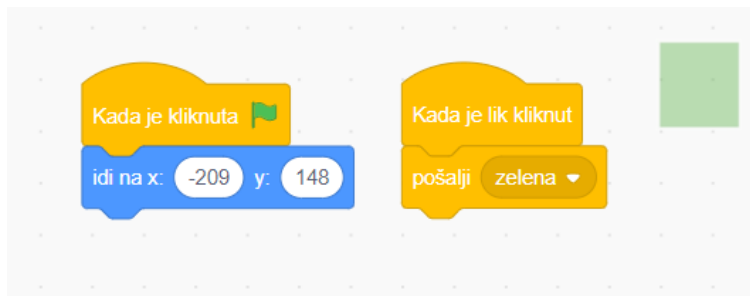 Kada je kliknuta
idi na x: -209 y: 148
Kada je lik kliknut
pošalji zelena